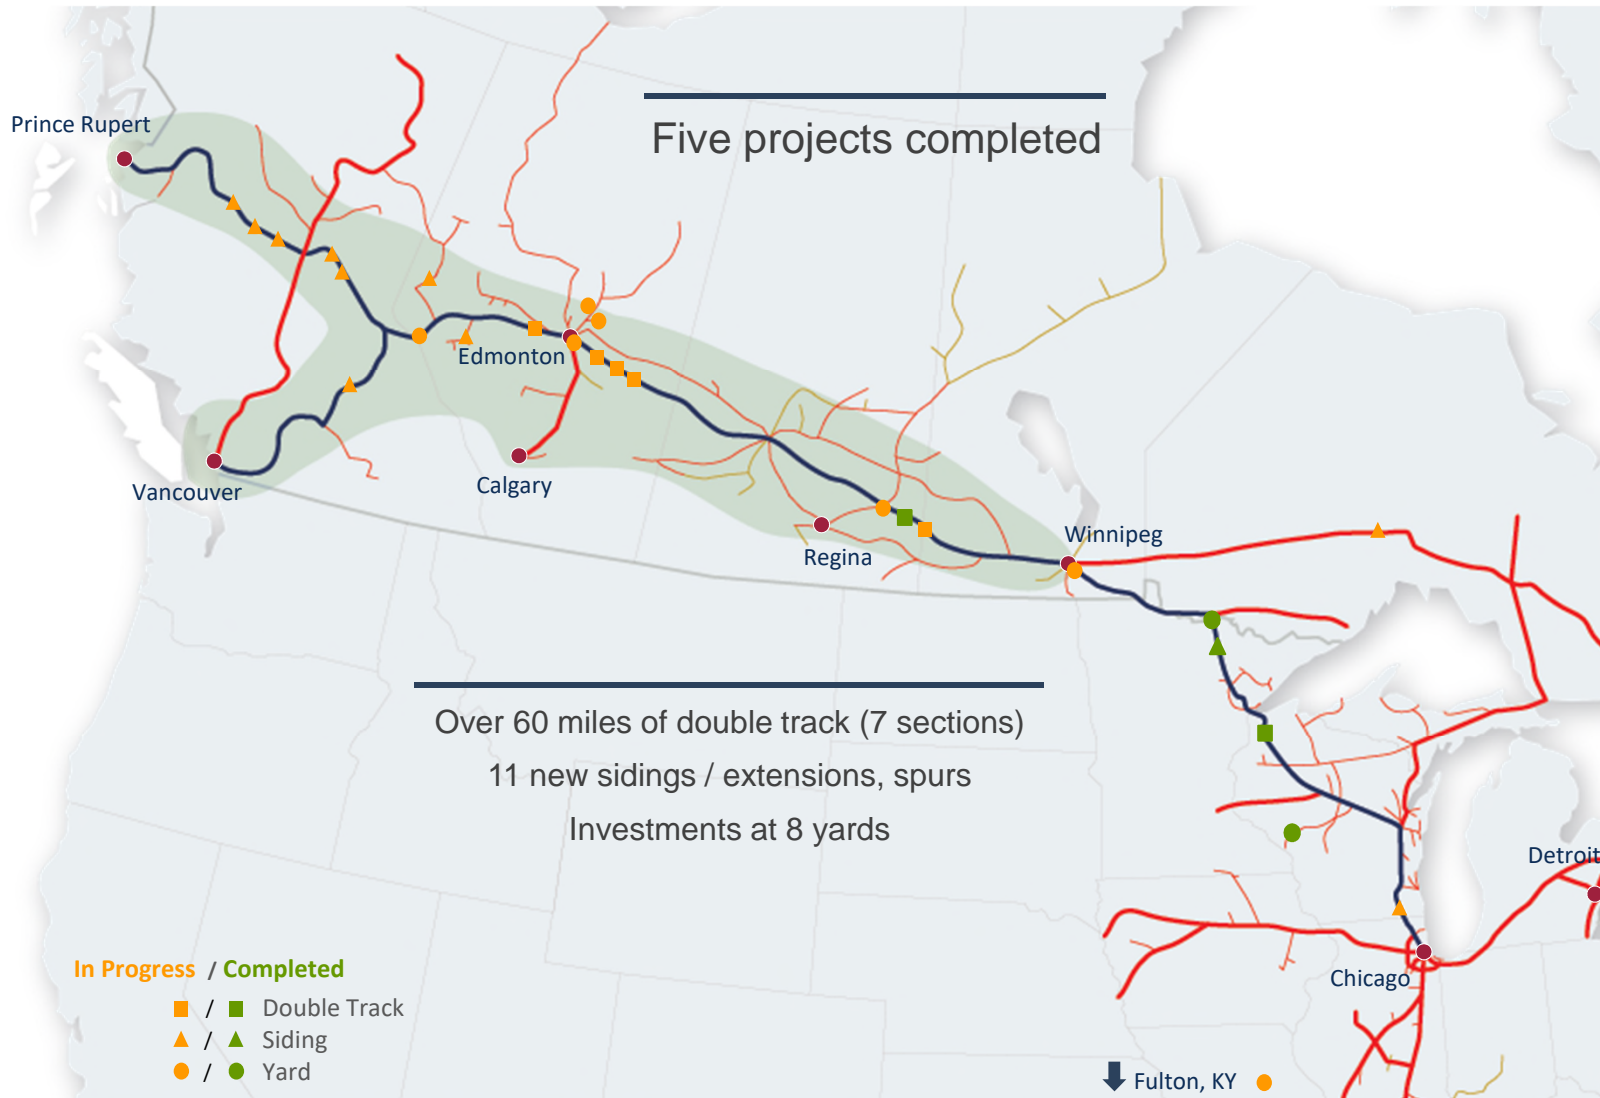 Prince Rupert
Five projects completed
Edmonton
Calgary
Vancouver
Regina
Winnipeg
Over 60 miles of double track (7 sections)
11 new sidings / extensions, spurs
Investments at 8 yards
Detroit
Chicago
In Progress / Completed
/ Double Track
/ Siding
/ Yard
Fulton, KY